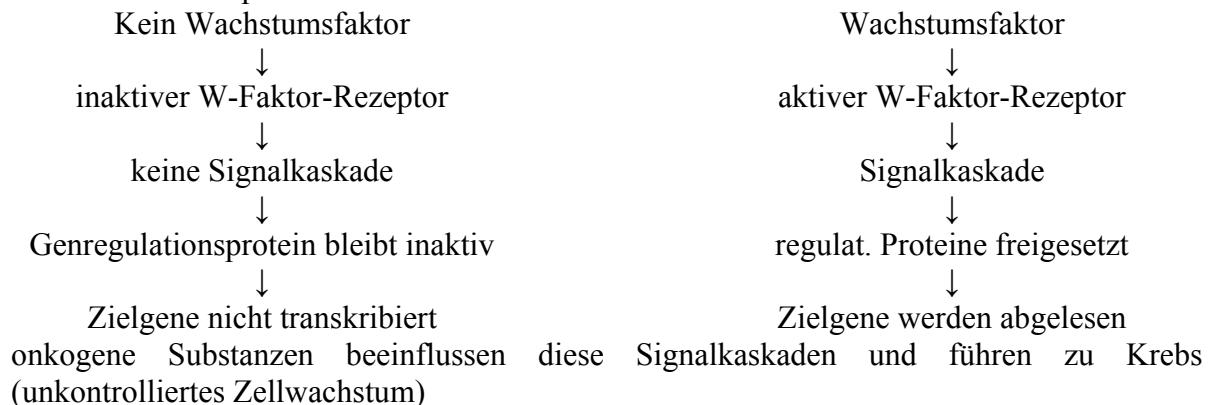 Kein Wachstumsfaktor Wachstumsfaktor
↓ ↓
inaktiver W-Faktor-Rezeptor aktiver W-Faktor-Rezeptor
↓ ↓
keine Signalkaskade Signalkaskade
↓ ↓
Genregulationsprotein bleibt inaktiv regulat. Proteine freigesetzt
↓ ↓
Zielgene nicht transkribiert Zielgene werden abgelesen
onkogene Substanzen beeinflussen diese Signalkaskaden und führen zu Krebs
(unkontrolliertes Zellwachstum)